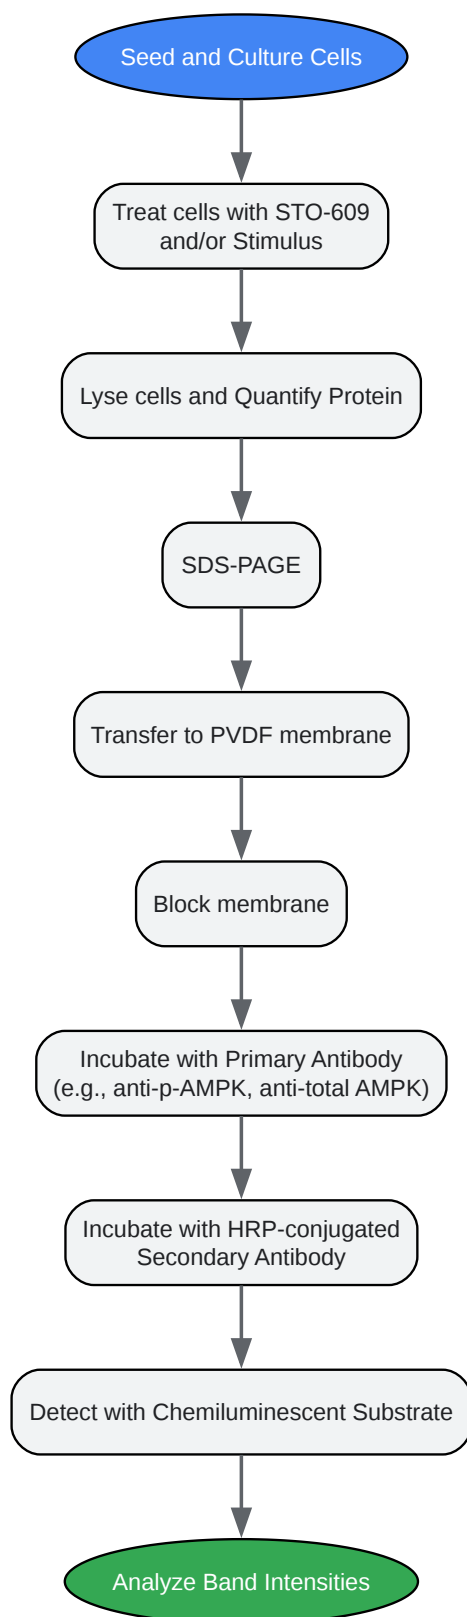 Seed and Culture Cells
Treat cells with STO-609
and/or Stimulus
Lyse cells and Quantify Protein
SDS-PAGE
Transfer to PVDF membrane
Block membrane
Incubate with Primary Antibody
(e.g., anti-p-AMPK, anti-total AMPK)
Incubate with HRP-conjugated
Secondary Antibody
Detect with Chemiluminescent Substrate
Analyze Band Intensities